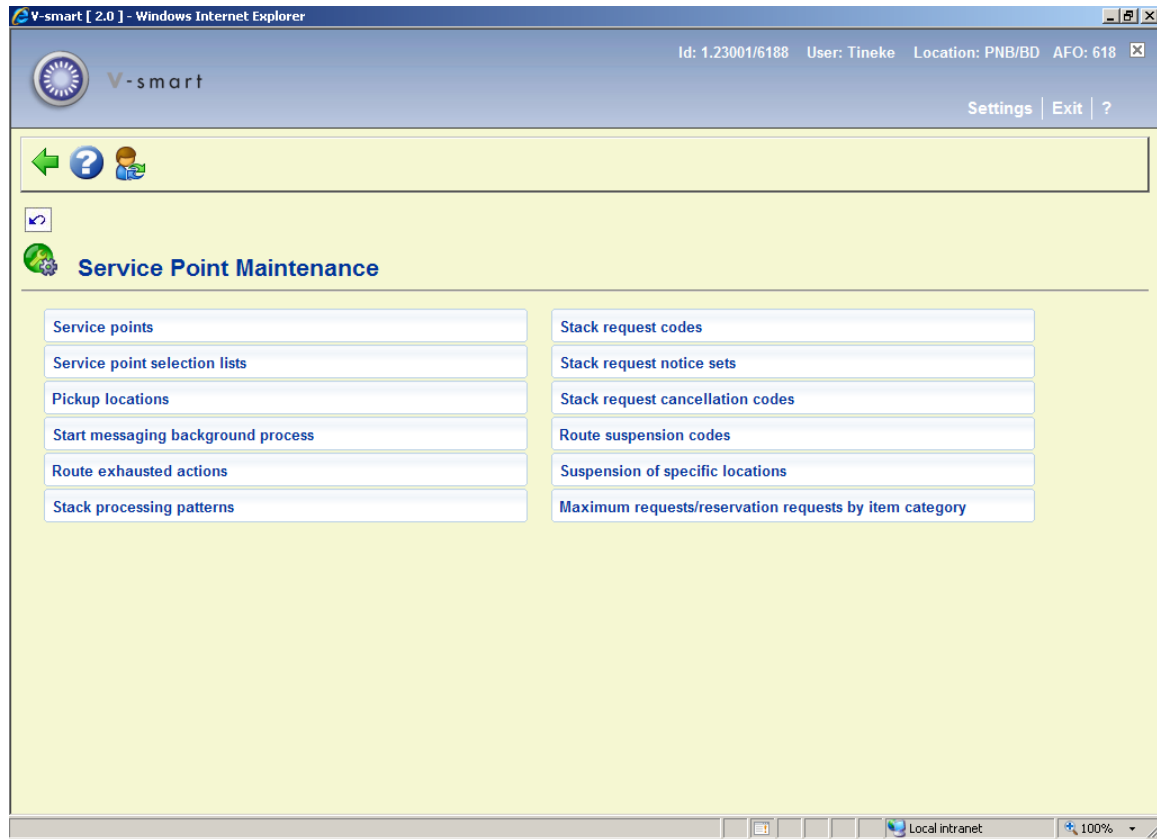 V-smart [ 2.0 ] - Windows Internet Explorer
Id: 1.23001/6188 User: Tineke Location: PNB/BD AFO: 618
V-smart
Settings | Exit | ?
Service Point Maintenance
Service points
Service point selection lists
Pickup locations
Start messaging background process
Route exhausted actions
Stack processing patterns
Stack request codes
Stack request notice sets
Stack request cancellation codes
Route suspension codes
Suspension of specific locations
Maximum requests/reservation requests by item category
Local intranet
100%